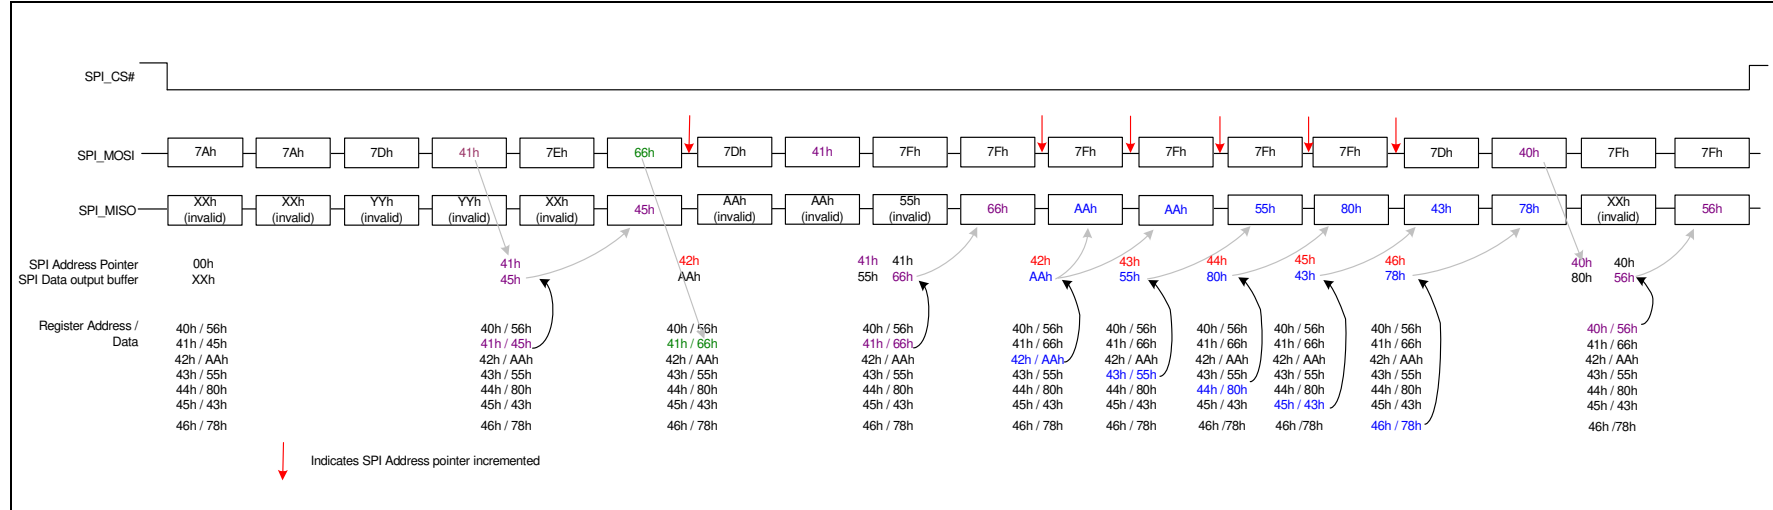 SPI_CS#
SPI_MOSI 7Ah 7Ah 7Dh 41h 7Eh 66h 7Dh 41h 7Fh 7Fh 7Fh 7Fh 7Fh 7Fh 7Dh 40h 7Fh 7Fh
SPI_MISO XXh XXh YYh YYh XXh 45h AAh AAh 55h 66h AAh AAh 55h 80h 43h 78h XXh 56h
(invalid) (invalid) (invalid) (invalid) (invalid) (invalid) (invalid) (invalid) (invalid)
SPI Address Pointer 00h 41h 42h 41h 41h 42h 43h 44h 45h 46h 40h 40h
SPI Data output buffer XXh 45h AAh 55h 66h AAh 55h 80h 43h 78h 80h 56h
Register Address / 40h / 56h 40h / 56h 40h / 56h 40h / 56h 40h / 56h 40h / 56h 40h / 56h 40h / 56h 40h / 56h 40h / 56h
Data 41h / 45h 41h / 45h 41h / 66h 41h / 66h 41h / 66h 41h / 66h 41h / 66h 41h / 66h 41h / 66h 41h / 66h
42h / AAh 42h / AAh 42h / AAh 42h / AAh 42h / AAh 42h / AAh 42h / AAh 42h / AAh 42h / AAh 42h / AAh
43h / 55h 43h / 55h 43h / 55h 43h / 55h 43h / 55h 43h / 55h 43h / 55h 43h / 55h 43h / 55h 43h / 55h
44h / 80h 44h / 80h 44h / 80h 44h / 80h 44h / 80h 44h / 80h 44h / 80h 44h / 80h 44h / 80h 44h / 80h
45h / 43h 45h / 43h 45h / 43h 45h / 43h 45h / 43h 45h / 43h 45h / 43h 45h / 43h 45h / 43h 45h / 43h
46h / 78h 46h / 78h 46h / 78h 46h / 78h 46h / 78h 46h / 78h 46h /78h 46h /78h 46h / 78h 46h /78h
Indicates SPI Address pointer incremented